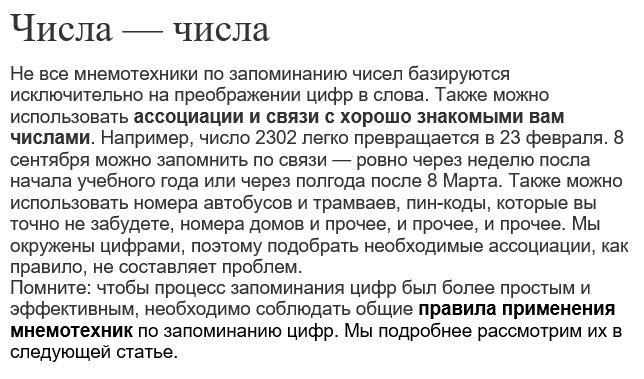 Числа — числа
Не все мнемотехники по запоминанию чисел базируются
исключительно на преображении цифр в слова. Также можно
использовать ассоциации и связи с хорошо знакомыми вам
числами. Например, число 2302 легко превращается в 23 февраля. 8
сентября можно запомнить по связи — ровно через неделю посла
начала учебного года или через полгода после 8 Марта. Также можно
использовать номера автобусов и трамваев, пин-коды, которые вы
точно не забудете, номера домов и прочее, и прочее, и прочее. Мы
окружены цифрами, поэтому подобрать необходимые ассоциации, как
правило, не составляет проблем.
Помните: чтобы процесс запоминания цифр был более простым и
эффективным, необходимо соблюдать общие правила применения
мнемотехник по запоминанию цифр. Мы подробнее рассмотрим их в
следующей статье.